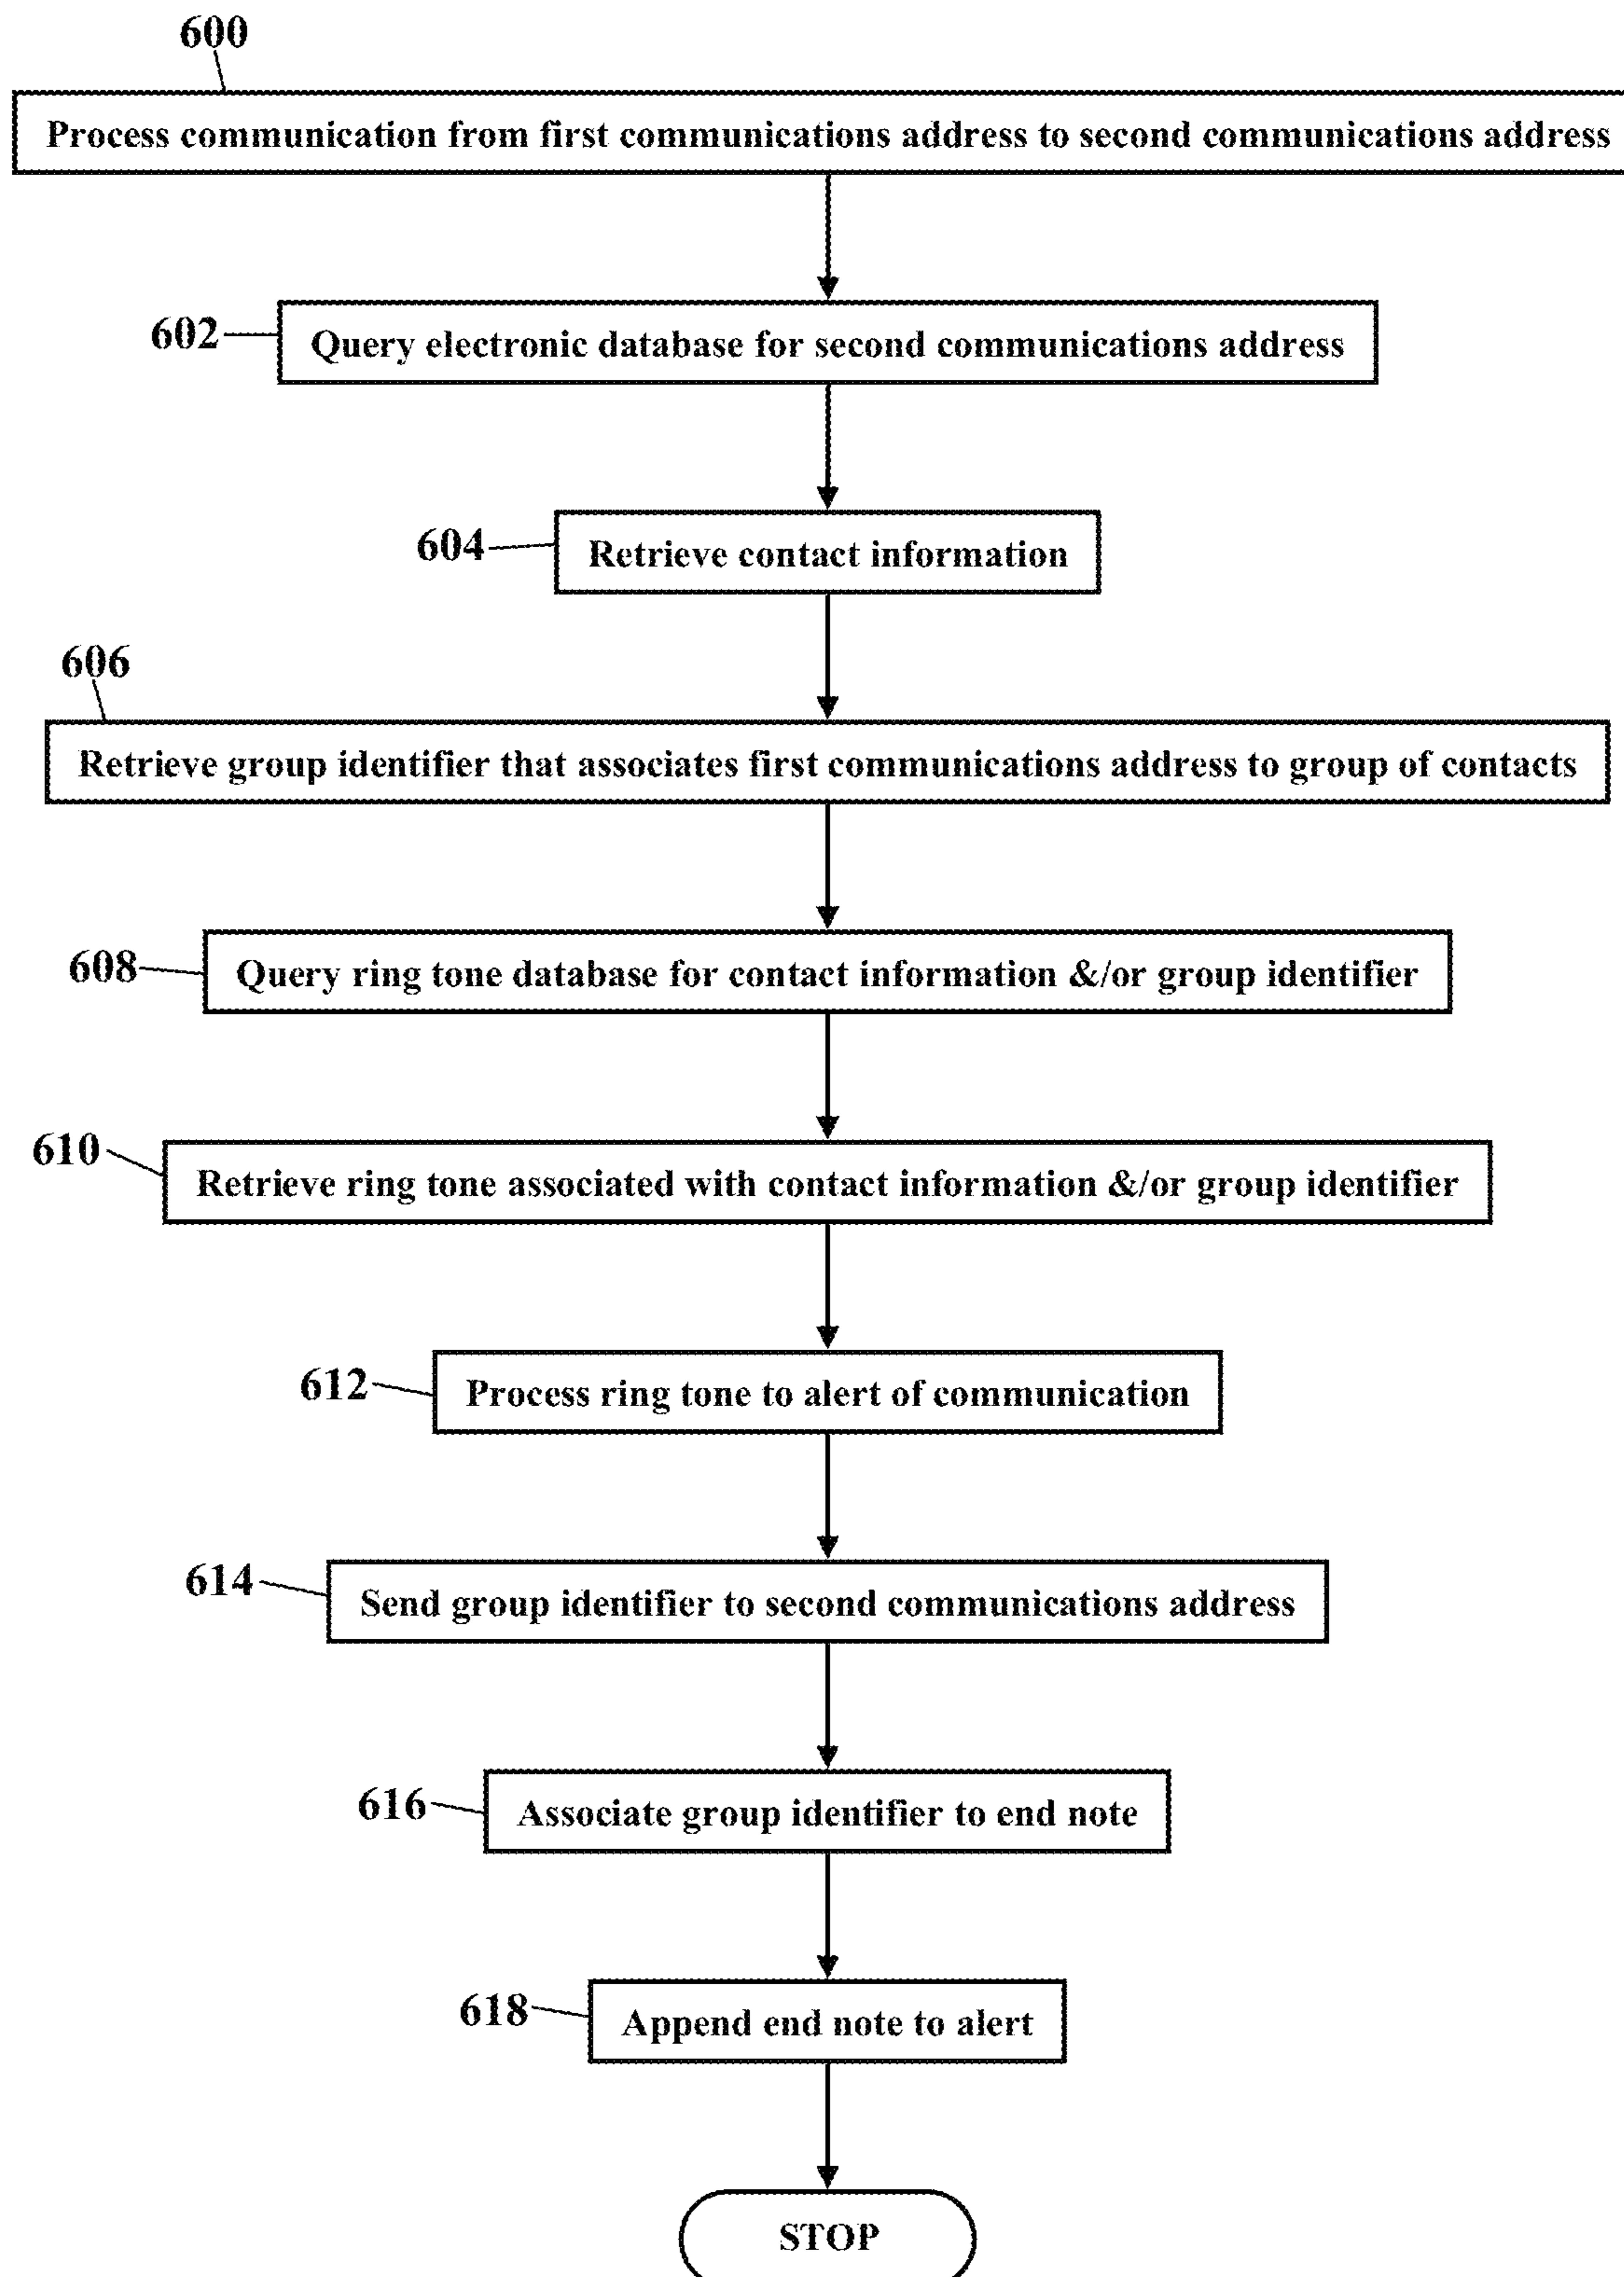 600
Process communication from first communications address to second communications address
602
Query electronic database for second communications address
604
Retrieve contact information
606
Retrieve group identifier that associates first communications address to group of contacts
608
Query ring tone database for contact information &/or group identifier
610
Retrieve ring tone associated with contact information &/or group identifier
612
Process ring tone to alert of communication
614
Send group identifier to second communications address
616
Associate group identifier to end note
618
Append end note to alert
STOP